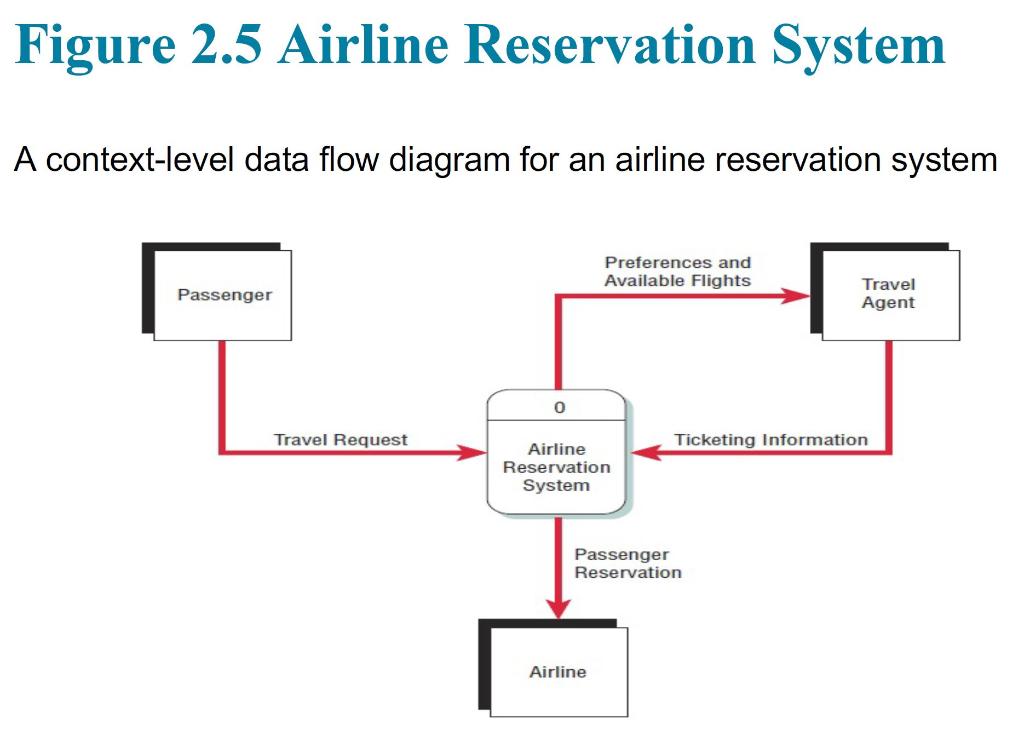 Figure 2.5 Airline Reservation System
A context-level data flow diagram for an airline reservation system
Passenger
Preferences and
Available Flights
Travel
Agent
0
Travel Request
Airline
Reservation
System
Ticketing Information
Passenger
Reservation
Airline